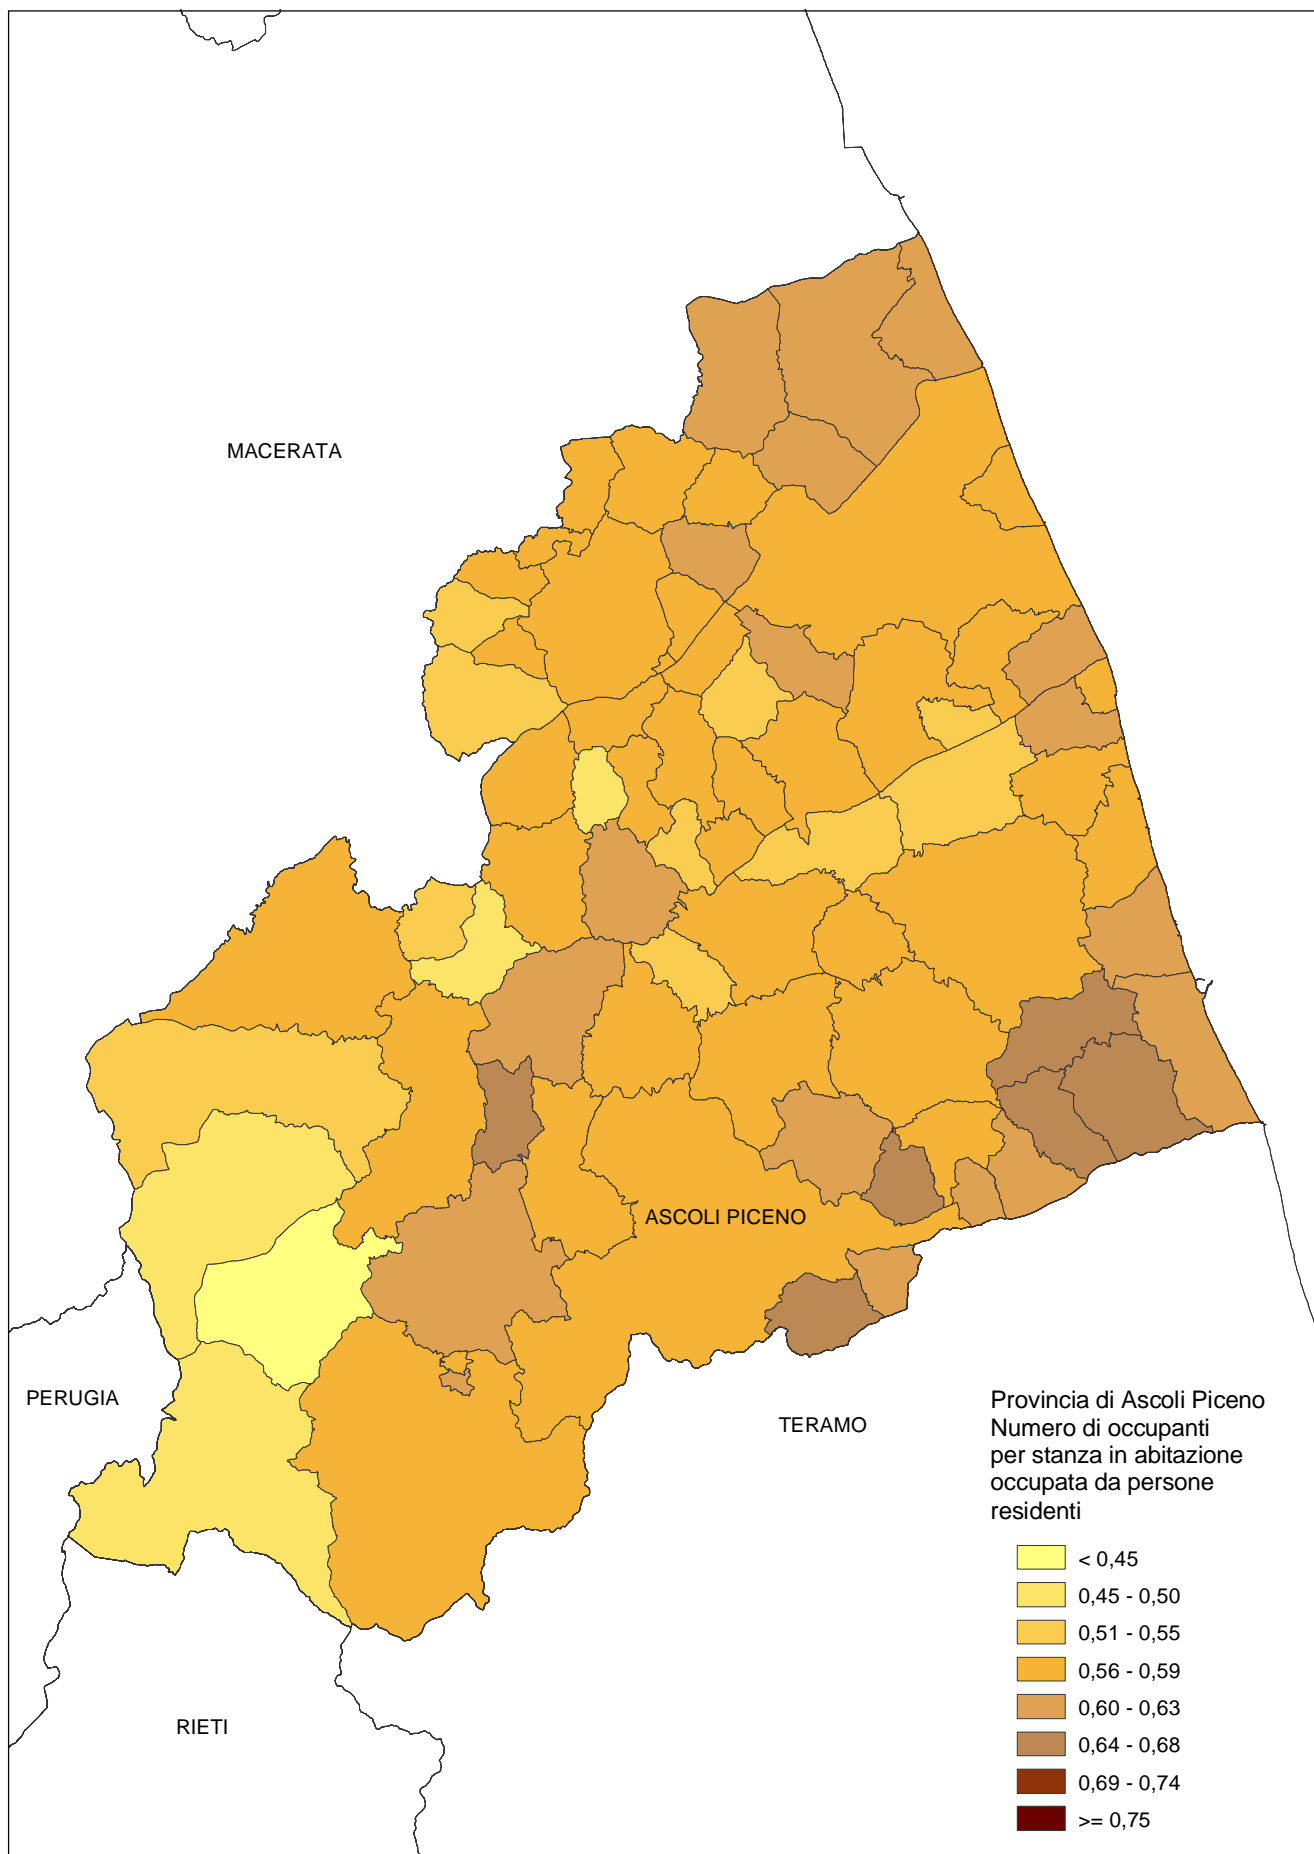 MACERATA
ASCOLI PICENO
PERUGIA
TERAMO
RIETI
Provincia di Ascoli Piceno
Numero di occupanti
per stanza in abitazione
occupata da persone
residenti
< 0,45
0,45 - 0,50
0,51 - 0,55
0,56 - 0,59
0,60 - 0,63
0,64 - 0,68
0,69 - 0,74
>= 0,75